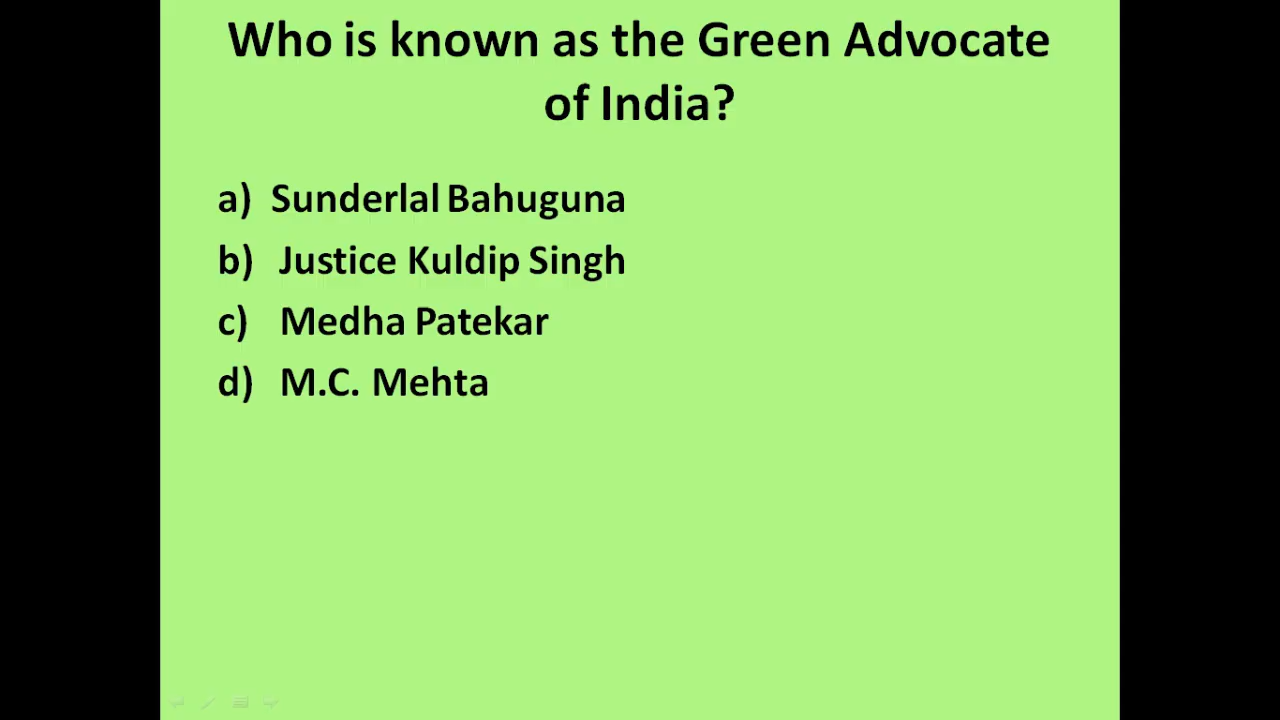 Who is known as the Green Advocate
of India?
a) Sunderlal Bahuguna
b) Justice Kuldip Singh
c) Medha Patekar
d) M.C. Mehta